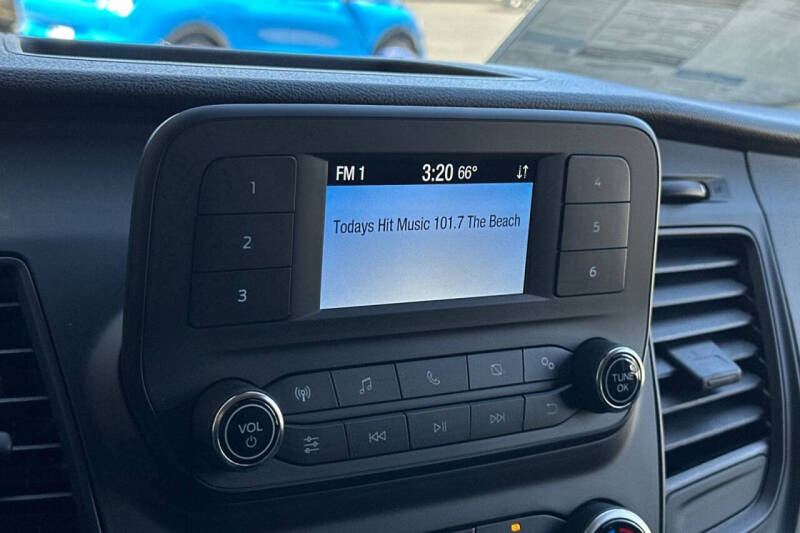 FM 1 3:20 66°
Todays Hit Music 101.7 The Beach
1
2
3
4
5
6
VOL
TUNE
OK